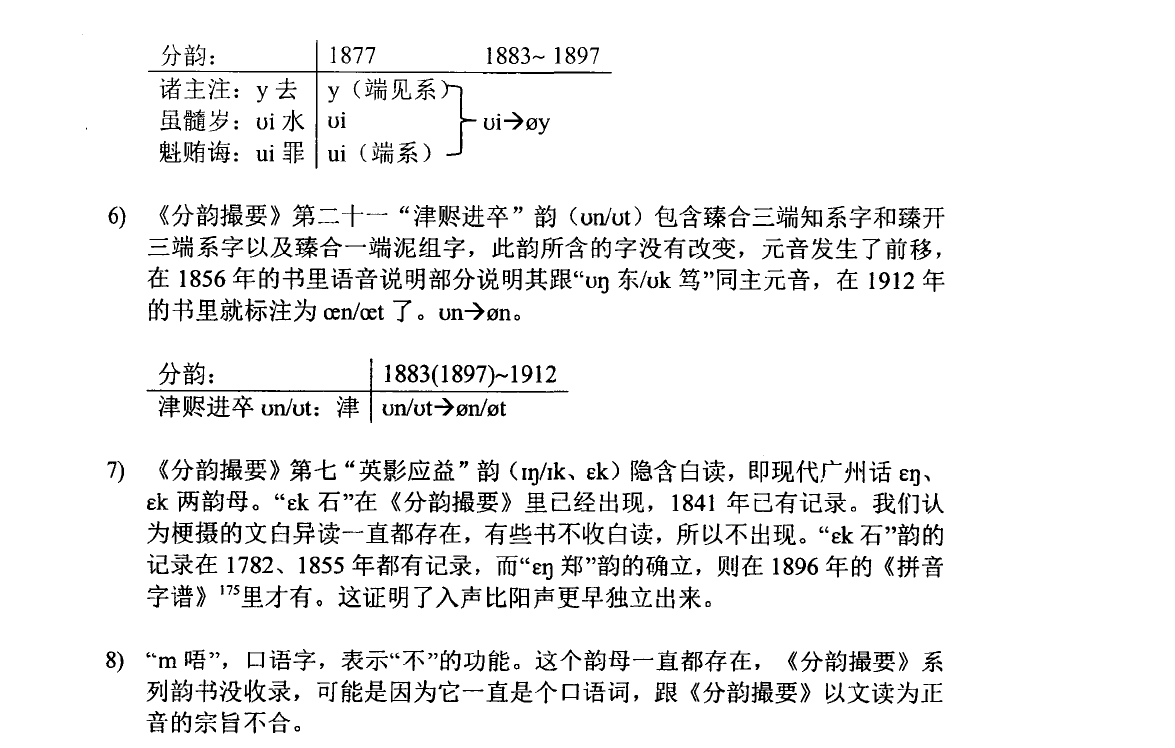 分韵： 1877 1883~ 1897
诸主注：y 去 y（端见系）
虽髓岁：ʊi 水 ʊi ʊi→øy
魁贿诲：ui 罪 ui（端系）
6) 《分韵撮要》第二十一“津赆进卒”韵（ʊn/ʊt）包含臻合三端知系字和臻开
三端系字以及臻合一端泥组字，此韵所含的字没有改变，元音发生了前移，
在 1856 年的书里语音说明部分说明其跟“ʊŋ 东/ʊk 笃”同主元音，在 1912 年
的书里就标注为 œn/œt 了。ʊn→øn。
分韵： 1883(1897)~1912
津赆进卒 ʊn/ʊt：津 ʊn/ʊt→øn/øt
7) 《分韵撮要》第七“英影应益”韵（ɪŋ/ɪk、ɛk）隐含白读，即现代广州话 ɛŋ、
ɛk 两韵母。“ɛk 石”在《分韵撮要》里已经出现，1841 年已有记录。我们认
为梗摄的文白异读一直都存在，有些书不收白读，所以不出现。“ɛk 石”韵的
记录在 1782、1855 年都有记录，而“ɛŋ 郑”韵的确立，则在 1896 年的《拼音
字谱》175里才有。这证明了入声比阳声更早独立出来。
8) “m 唔”，口语字，表示“不”的功能。这个韵母一直都存在，《分韵撮要》系
列韵书没收录，可能是因为它一直是个口语词，跟《分韵撮要》以文读为正
音的宗旨不合。